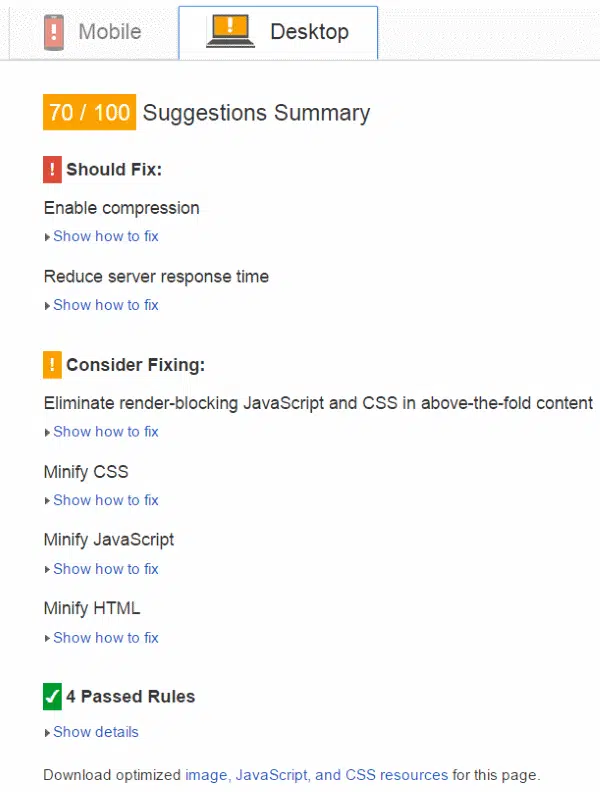 Mobile
Desktop
70 / 100 Suggestions Summary
! Should Fix:
Enable compression
Show how to fix
Reduce server response time
Show how to fix
! Consider Fixing:
Eliminate render-blocking JavaScript and CSS in above-the-fold content
Show how to fix
Minify CSS
Show how to fix
Minify JavaScript
Show how to fix
Minify HTML
Show how to fix
4 Passed Rules
Show details
Download optimized image, JavaScript, and CSS resources for this page.